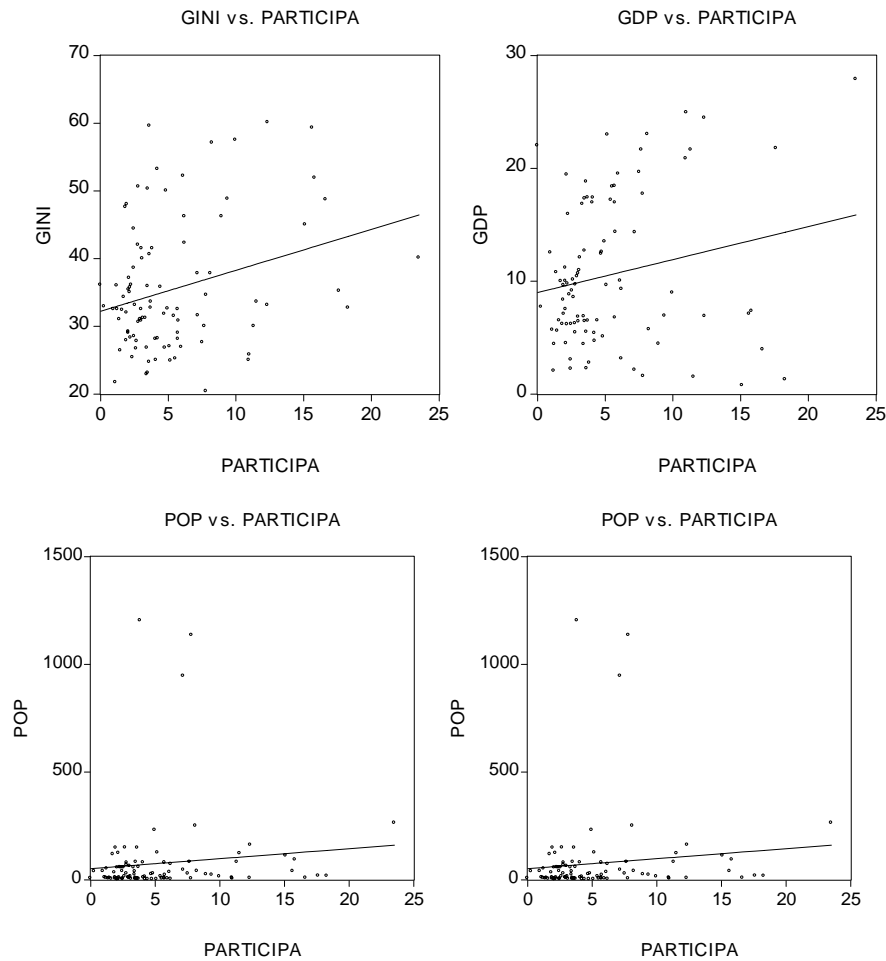 GINI vs. PARTICIPA
70
60
50
40
30
20
GINI
0 5 10 15 20 25
PARTICIPA
GDP vs. PARTICIPA
30
20
10
0
GDP
0 5 10 15 20 25
PARTICIPA
POP vs. PARTICIPA
1500
1000
500
0
POP
0 5 10 15 20 25
PARTICIPA
POP vs. PARTICIPA
1500
1000
500
0
POP
0 5 10 15 20 25
PARTICIPA